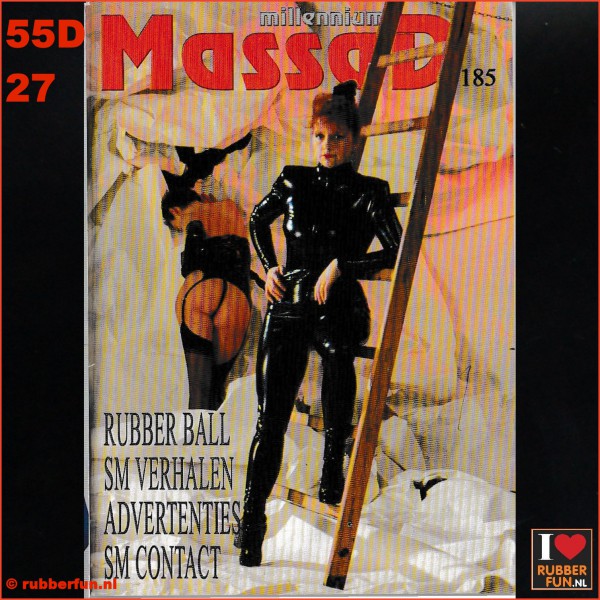 55D
27
millennium
MassaD
185
RUBBER BALL
SM VERHALEN
ADVERTENTIES
SM CONTACT
© rubberfun.nl
I
RUBBER
FUN.NL